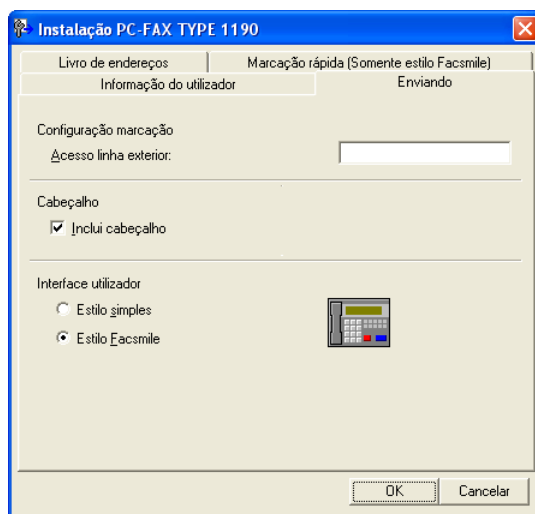 Instalação PC-FAX TYPE 1190
Livro de endereços
Marcação rápida (Somente estilo Facsmile)
Informação do utilizador
Enviando
Configuração marcação
Acesso linha exterior:
Cabeçalho
Inclui cabeçalho
Interface utilizador
Estilo simples
Estilo Facsmile
OK
Cancelar